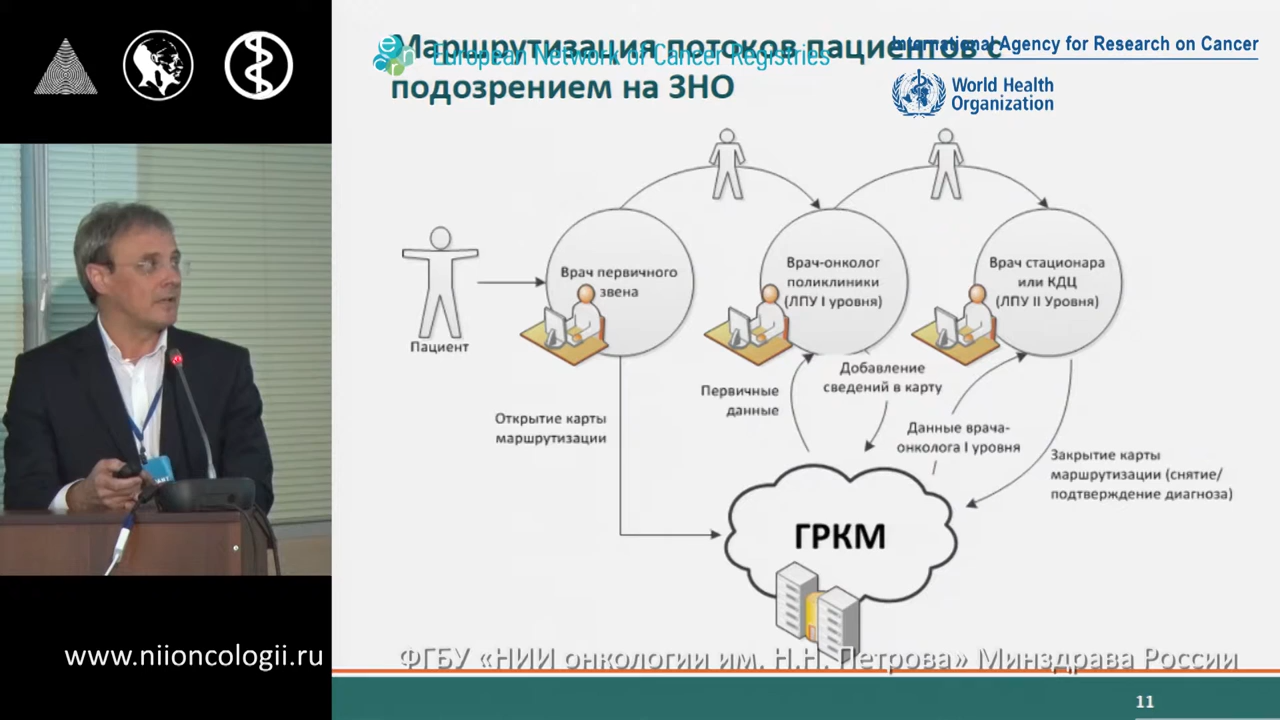 Маршрутизация потоков пациентов с
подозрением на ЗНО
European Network of Cancer Registries
International Agency for Research on Cancer
World Health
Organization
Пациент
Врач первичного
звена
Врач-онколог
поликлиники
(ЛПУ I уровня)
Врач стационара
или КДЦ
(ЛПУ II Уровня)
Открытие карты
маршрутизации
Первичные
данные
Добавление
сведений в карту
Данные врача-
онколога I уровня
Закрытие карты
маршрутизации (снятие/
подтверждение диагноза)
ГРКМ
www.niioncologii.ru
ФГБУ «НИИ онкологии им. Н.Н. Петрова» Минздрава России
11